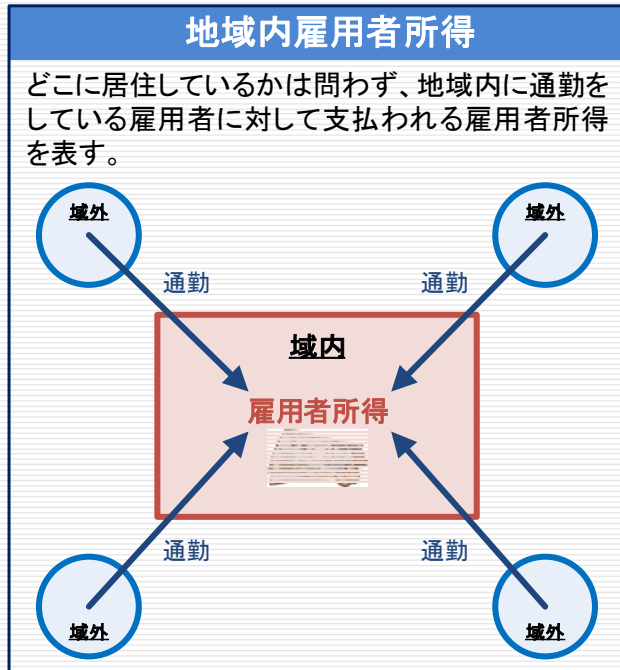 地域内雇用者所得
どこに居住しているかは問わず、地域内に通勤を
している雇用者に対して支払われる雇用者所得
を表す。
域外
域外
通勤
通勤
域内
雇用者所得
通勤
通勤
域外
域外